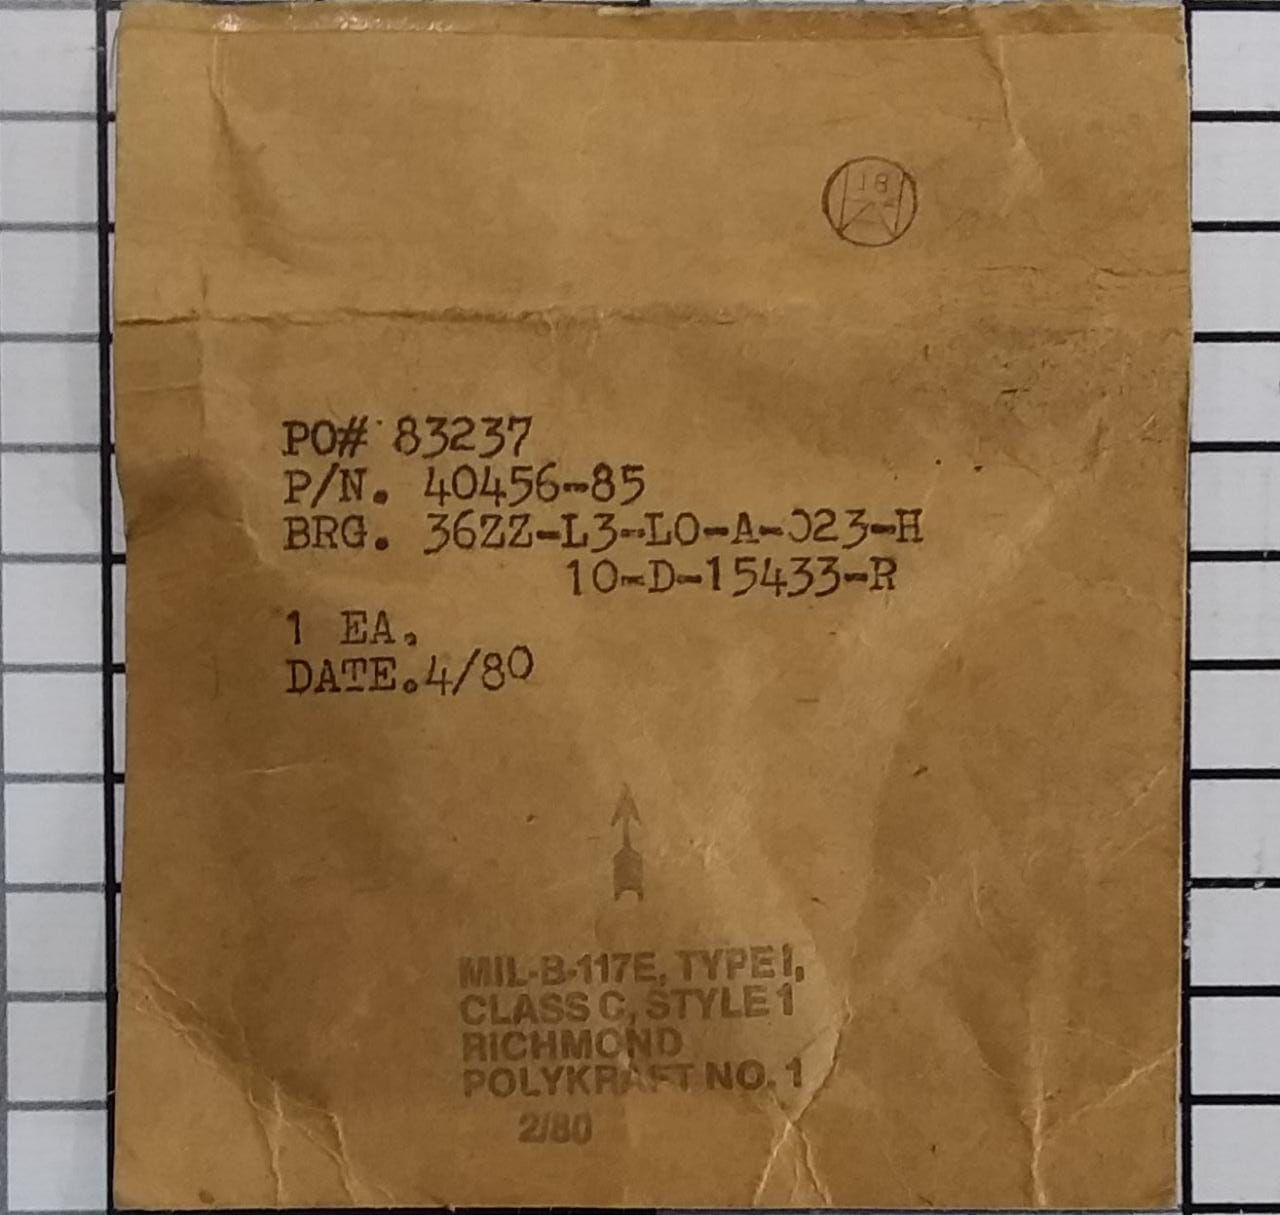 18
PO# 83237
P/N. 40456-85
BRG. 36ZZ-L3-LO-A-023-H
10-D-15433-R
1 EA.
DATE.4/80
MIL-B-117E, TYPE I,
CLASS C, STYLE 1
RICHMOND
POLYKRAFT NO. 1
2/80